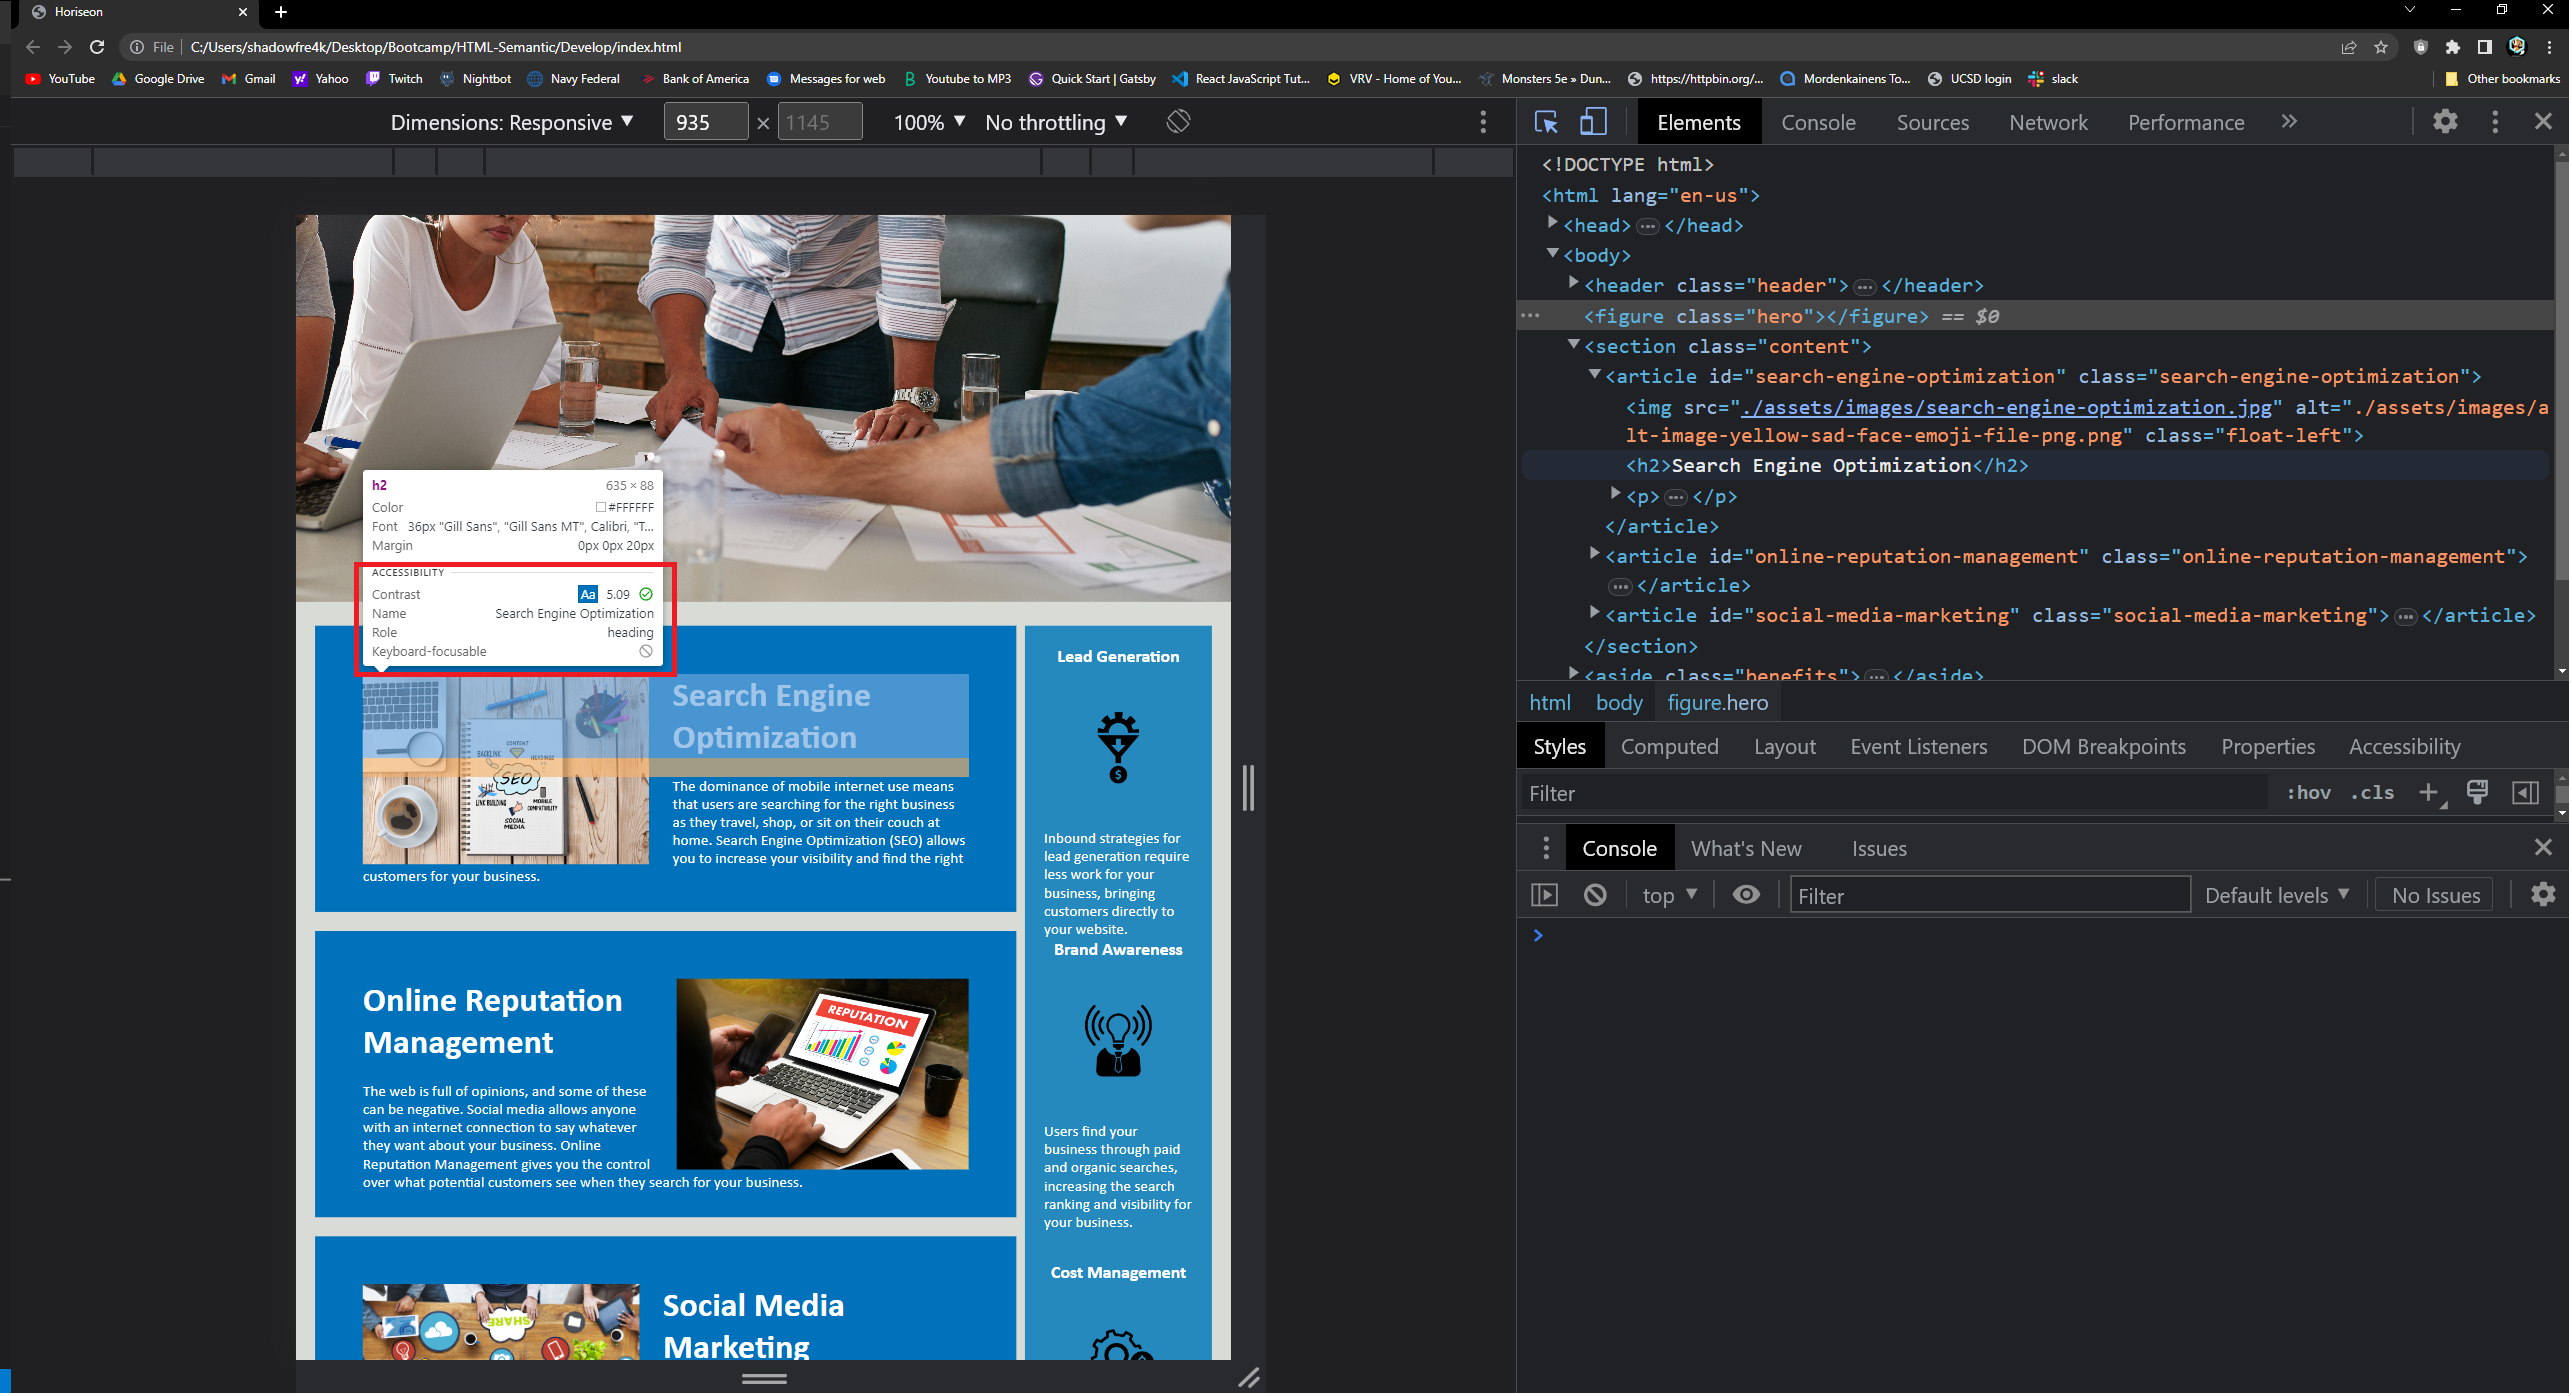 Horiseon
File
C:/Users/shadowfre4k/Desktop/Bootcamp/HTML-Semantic/Develop/index.html
YouTube
Google Drive
Gmail
Yahoo
Twitch
Nightbot
Navy Federal
Bank of America
Messages for web
Youtube to MP3
Quick Start | Gatsby
React JavaScript Tut...
VRV - Home of You...
Monsters 5e » Dun...
https://httpbin.org/...
Mordenkainens To...
UCSD login
slack
Other bookmarks
Dimensions: Responsive ▼
935 × 1145
100% ▼
No throttling ▼
h2 635 × 88
Color #FFFFFF
Font 36px "Gill Sans", "Gill Sans MT", Calibri, "T...
Margin 0px 0px 20px
ACCESSIBILITY
Contrast Aa 5.09
Name Search Engine Optimization
Role heading
Keyboard-focusable
Search Engine
Optimization
CONTENT
BACKLINK
HEADINGS
SEO
LINK BUILDING
MOBILE
COMPATIBILITY
SOCIAL
MEDIA
The dominance of mobile internet use means
that users are searching for the right business
as they travel, shop, or sit on their couch at
home. Search Engine Optimization (SEO) allows
you to increase your visibility and find the right
customers for your business.
Online Reputation
Management
REPUTATION
The web is full of opinions, and some of these
can be negative. Social media allows anyone
with an internet connection to say whatever
they want about your business. Online
Reputation Management gives you the control
over what potential customers see when they search for your business.
SHARE
Social Media
Marketing
Lead Generation
$
Inbound strategies for
lead generation require
less work for your
business, bringing
customers directly to
your website.
Brand Awareness
Users find your
business through paid
and organic searches,
increasing the search
ranking and visibility for
your business.
Cost Management
Elements
Console
Sources
Network
Performance
»
<!DOCTYPE html>
<html lang="en-us">
<head> ⋯ </head>
<body>
<header class="header"> ⋯ </header>
⋯ <figure class="hero"></figure> == $0
<section class="content">
<article id="search-engine-optimization" class="search-engine-optimization">
<img src="./assets/images/search-engine-optimization.jpg" alt="./assets/images/a
lt-image-yellow-sad-face-emoji-file-png.png" class="float-left">
<h2>Search Engine Optimization</h2>
<p> ⋯ </p>
</article>
<article id="online-reputation-management" class="online-reputation-management">
⋯ </article>
<article id="social-media-marketing" class="social-media-marketing"> ⋯ </article>
</section>
<aside class="benefits"> ⋯ </aside>
html body figure.hero
Styles
Computed
Layout
Event Listeners
DOM Breakpoints
Properties
Accessibility
Filter
:hov .cls +
Console
What's New
Issues
top ▼
Filter
Default levels ▼
No Issues
>